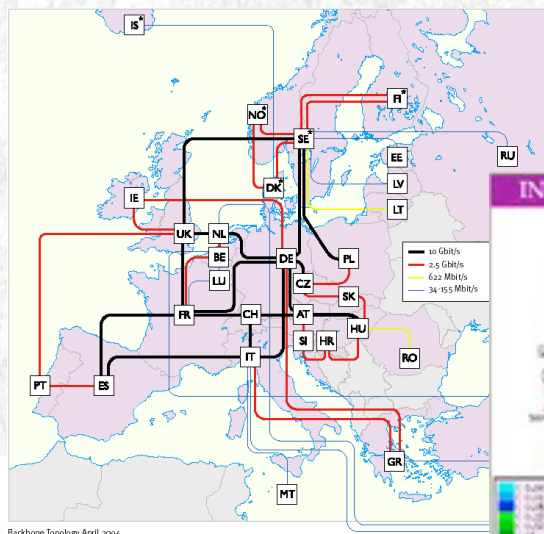 IS*
NO*
FI*
SE*
EE
RU
DK*
LV
IE
LT
UK
NL
BE
DE
PL
LU
CZ
SK
10 Gbit/s
2.5 Gbit/s
622 Mbit/s
34-155 Mbit/s
FR
CH
AT
HU
SI
HR
RO
IT
PT
ES
GR
MT
IN
Backbone Topology April 2004